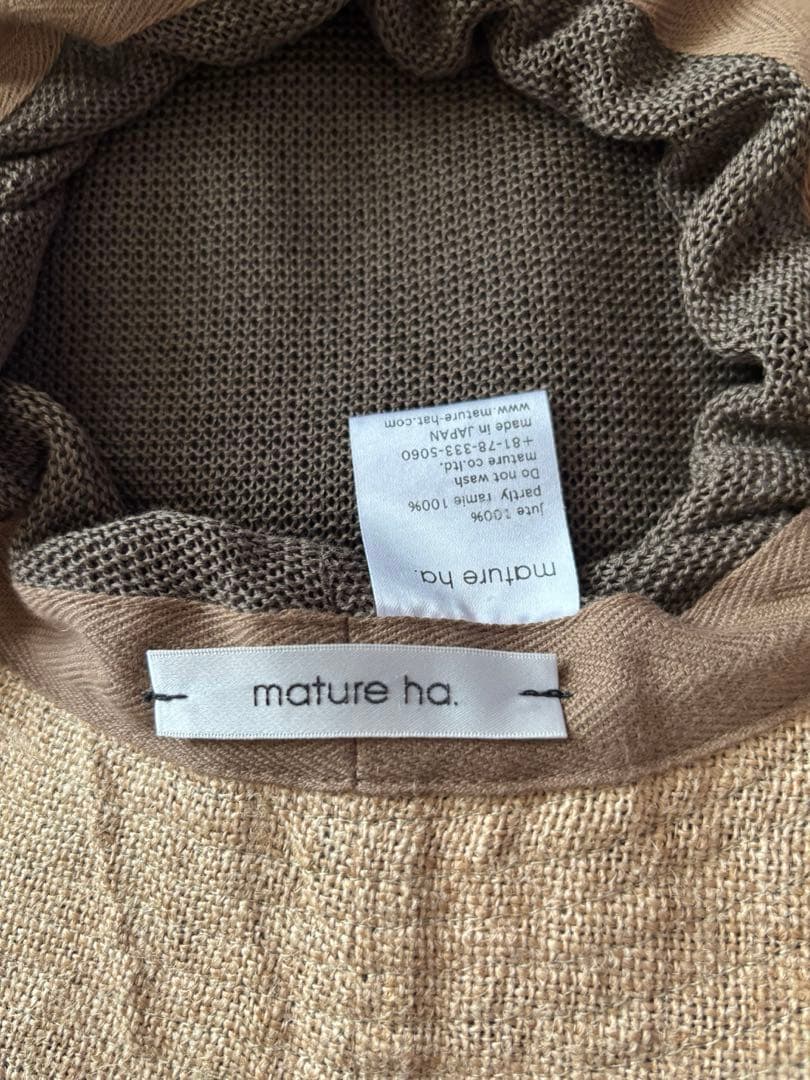 mature ha.
jute 100%
partly ramie 100%
Do not wash
mature co.ltd.
+81-78-333-5060
made in JAPAN
www.mature-hat.com
mature ha.